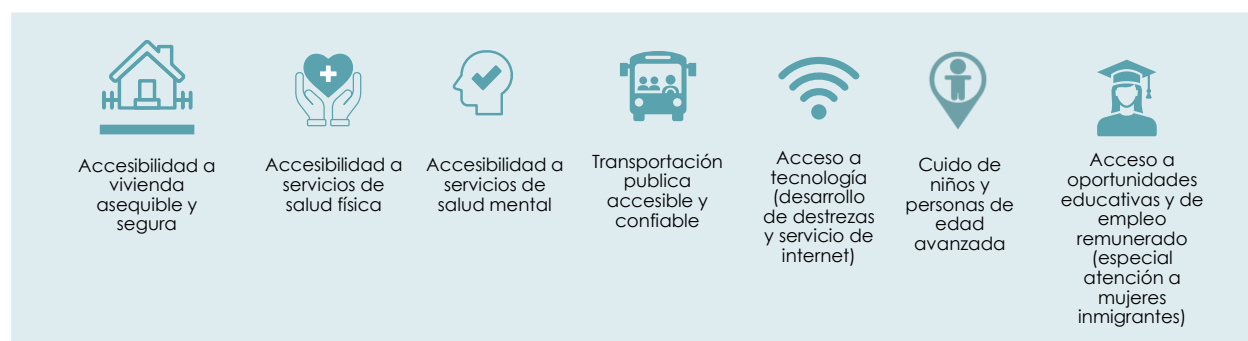 Accesibilidad a
vivienda
asequible y
segura
Accesibilidad a
servicios de
salud física
Accesibilidad a
servicios de
salud mental
Transportación
publica
accesible y
confiable
Acceso a
tecnología
(desarrollo
de destrezas
y servicio de
internet)
Cuido de
niños y
personas de
edad
avanzada
Acceso a
oportunidades
educativas y de
empleo
remunerado
(especial
atención a
mujeres
inmigrantes)